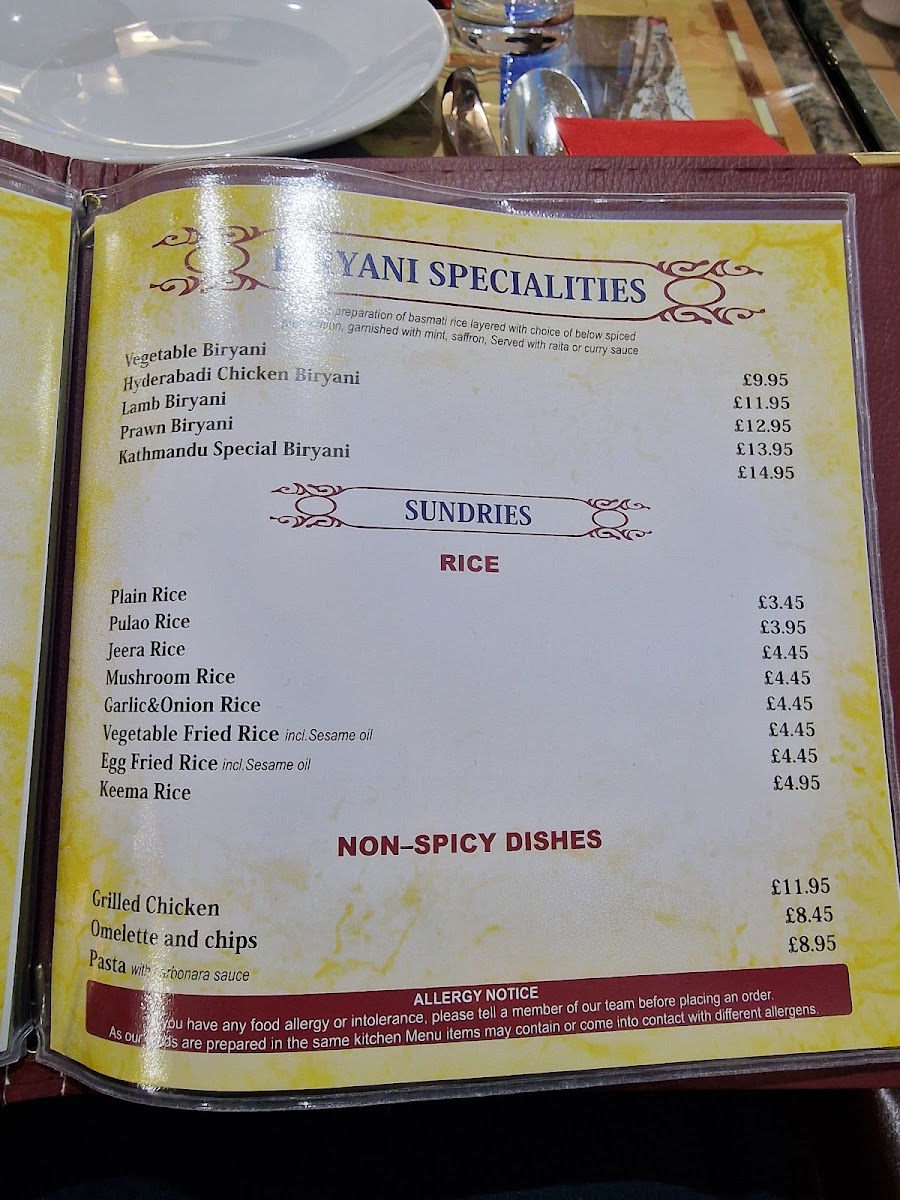 BIRYANI SPECIALITIES
preparation of basmati rice layered with choice of below spiced
garnished with mint, saffron, Served with raita or curry sauce
Vegetable Biryani £9.95
Hyderabadi Chicken Biryani £11.95
Lamb Biryani £12.95
Prawn Biryani £13.95
Kathmandu Special Biryani £14.95
SUNDRIES
RICE
Plain Rice £3.45
Pulao Rice £3.95
Jeera Rice £4.45
Mushroom Rice £4.45
Garlic&Onion Rice £4.45
Vegetable Fried Rice incl.Sesame oil £4.45
Egg Fried Rice incl.Sesame oil £4.45
Keema Rice £4.95
NON–SPICY DISHES
Grilled Chicken £11.95
Omelette and chips £8.45
Pasta with carbonara sauce £8.95
ALLERGY NOTICE
you have any food allergy or intolerance, please tell a member of our team before placing an order.
As our foods are prepared in the same kitchen Menu items may contain or come into contact with different allergens.